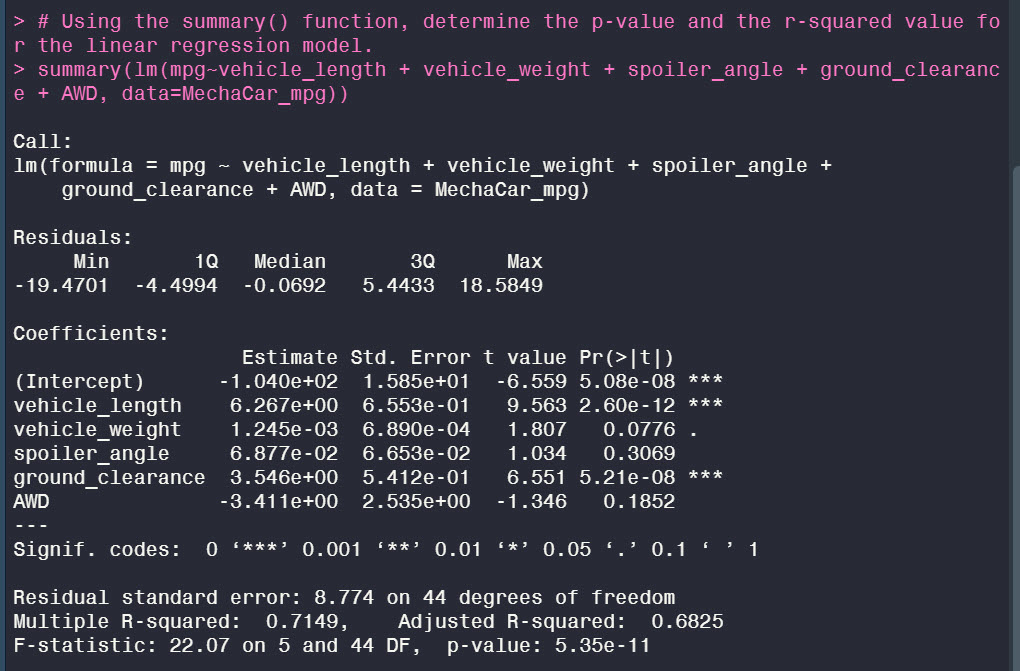 > # Using the summary() function, determine the p-value and the r-squared value fo
r the linear regression model.
> summary(lm(mpg~vehicle_length + vehicle_weight + spoiler_angle + ground_clearanc
e + AWD, data=MechaCar_mpg))

Call:
lm(formula = mpg ~ vehicle_length + vehicle_weight + spoiler_angle +
    ground_clearance + AWD, data = MechaCar_mpg)

Residuals:
     Min       1Q   Median       3Q      Max
-19.4701  -4.4994  -0.0692   5.4433  18.5849

Coefficients:
                   Estimate Std. Error t value Pr(>|t|)
(Intercept)      -1.040e+02  1.585e+01  -6.559 5.08e-08 ***
vehicle_length    6.267e+00  6.553e-01   9.563 2.60e-12 ***
vehicle_weight    1.245e-03  6.890e-04   1.807   0.0776 .
spoiler_angle     6.877e-02  6.653e-02   1.034   0.3069
ground_clearance  3.546e+00  5.412e-01   6.551 5.21e-08 ***
AWD              -3.411e+00  2.535e+00  -1.346   0.1852
---
Signif. codes:  0 ‘***’ 0.001 ‘**’ 0.01 ‘*’ 0.05 ‘.’ 0.1 ‘ ’ 1

Residual standard error: 8.774 on 44 degrees of freedom
Multiple R-squared:  0.7149,    Adjusted R-squared:  0.6825
F-statistic: 22.07 on 5 and 44 DF,  p-value: 5.35e-11